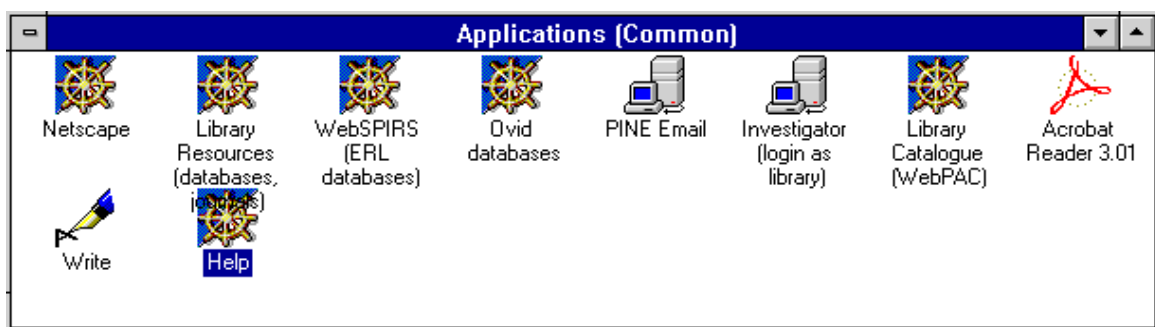 Applications (Common)
Netscape
Library
Resources
(databases,
journals)
WebSPIRS
(ERL
databases)
Ovid
databases
PINE Email
Investigator
(login as
library)
Library
Catalogue
(WebPAC)
Acrobat
Reader 3.01
Write
Help